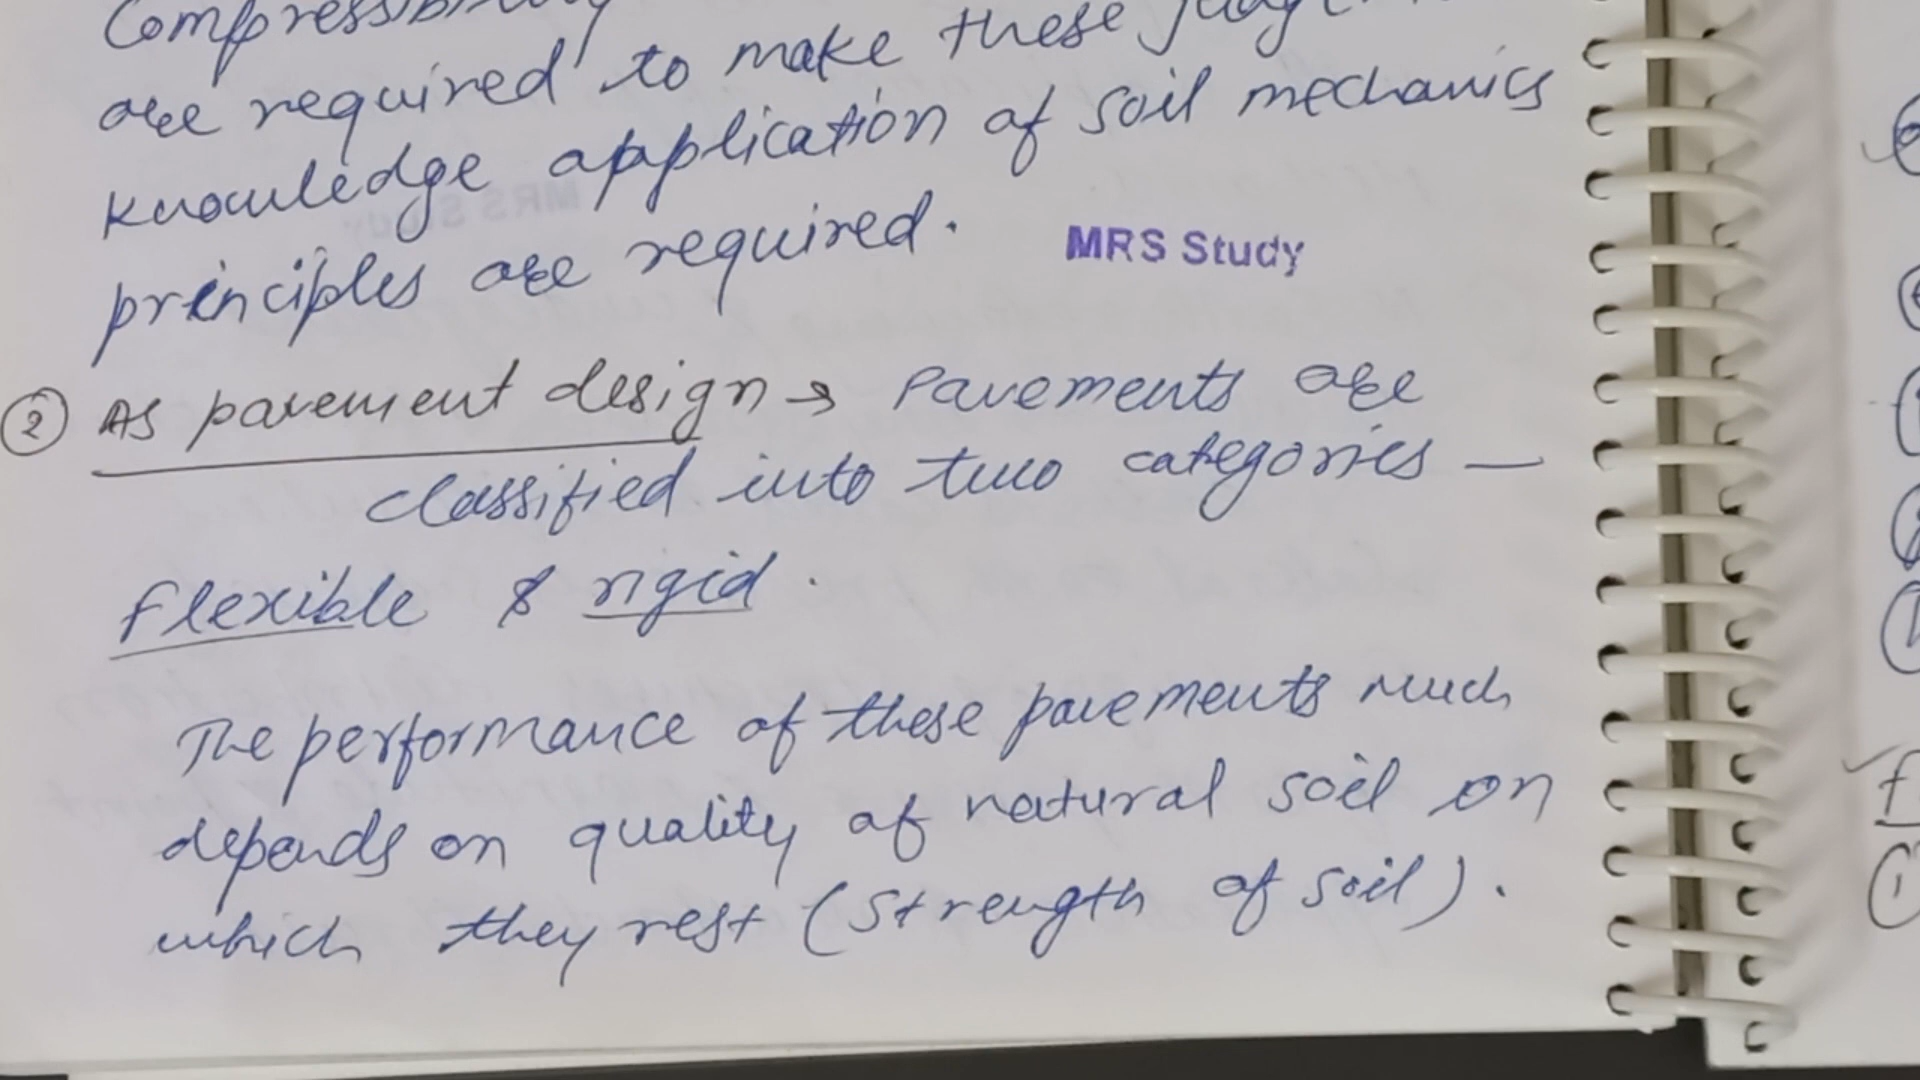 Compressibility
are required to make these
knowledge application of soil mechanics
principles are required.
MRS Study
② As pavement design → Pavements are
classified into two categories —
flexible & rigid.
The performance of these pavements much
depends on quality of natural soil on
which they rest (strength of soil).